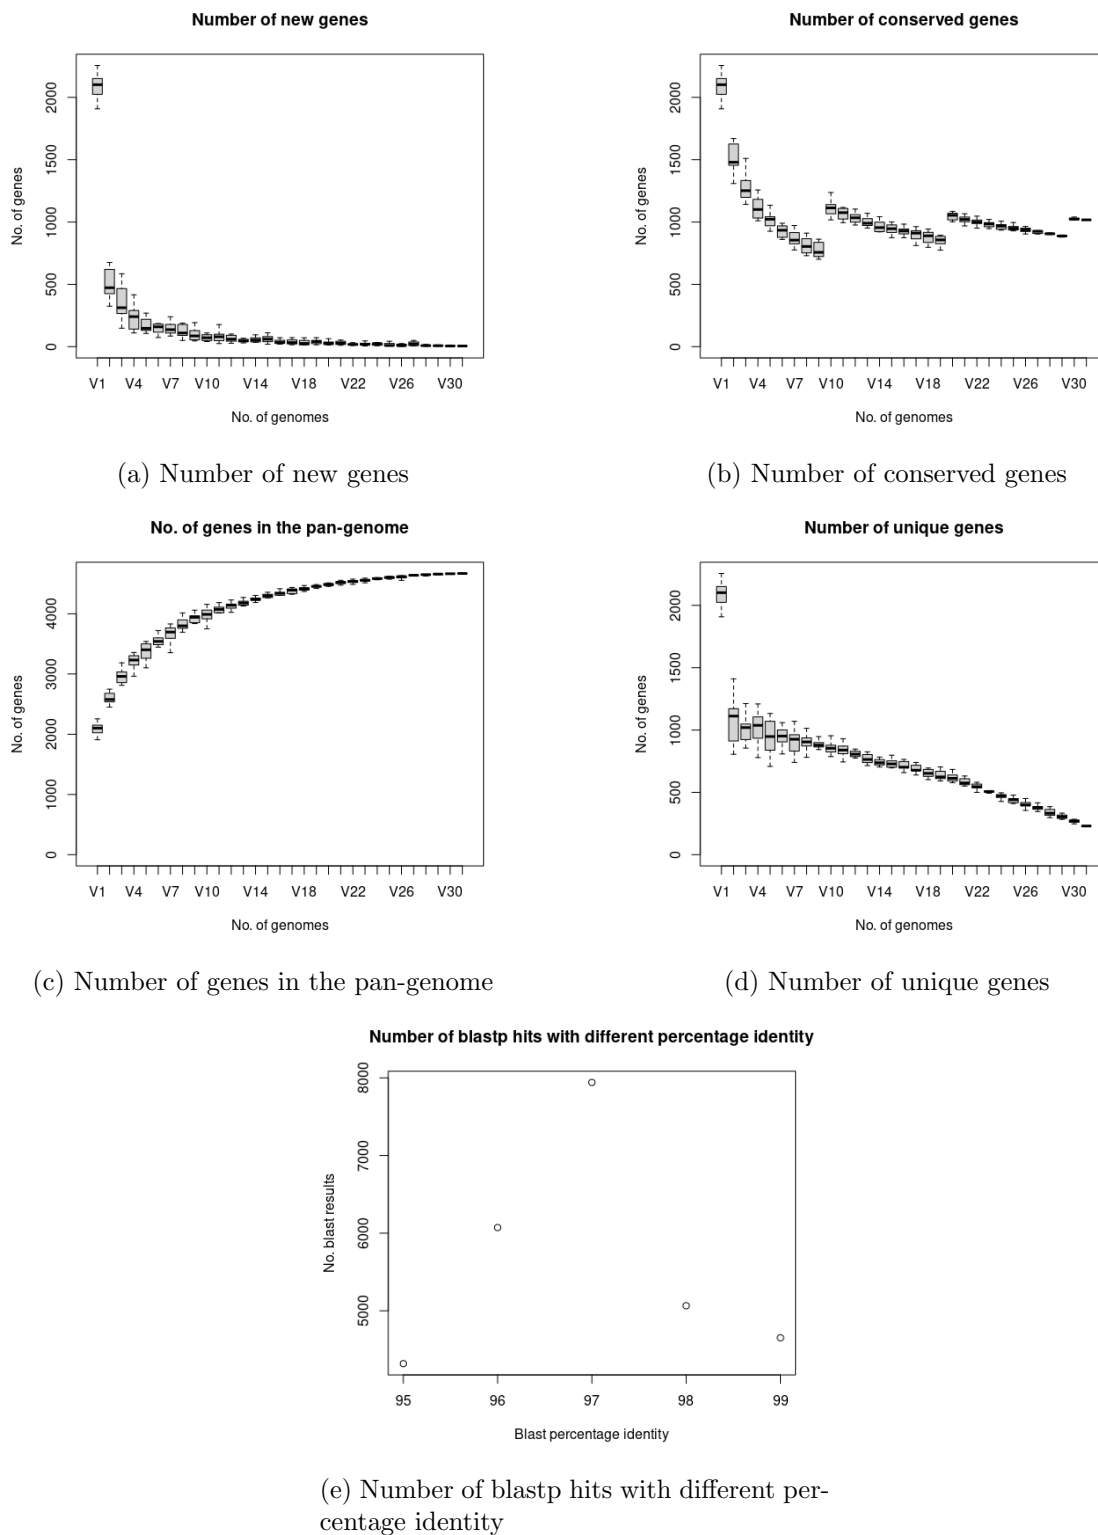 Number of new genes
No. of genes
2000
1500
1000
500
0
V1 V4 V7 V10 V14 V18 V22 V26 V30
No. of genomes
(a) Number of new genes
Number of conserved genes
No. of genes
2000
1500
1000
500
0
V1 V4 V7 V10 V14 V18 V22 V26 V30
No. of genomes
(b) Number of conserved genes
No. of genes in the pan-genome
No. of genes
4000
3000
2000
1000
0
V1 V4 V7 V10 V14 V18 V22 V26 V30
No. of genomes
(c) Number of genes in the pan-genome
Number of unique genes
No. of genes
2000
1500
1000
500
0
V1 V4 V7 V10 V14 V18 V22 V26 V30
No. of genomes
(d) Number of unique genes
Number of blastp hits with different percentage identity
No. blast results
8000
7000
6000
5000
95 96 97 98 99
Blast percentage identity
(e) Number of blastp hits with different per-
centage identity